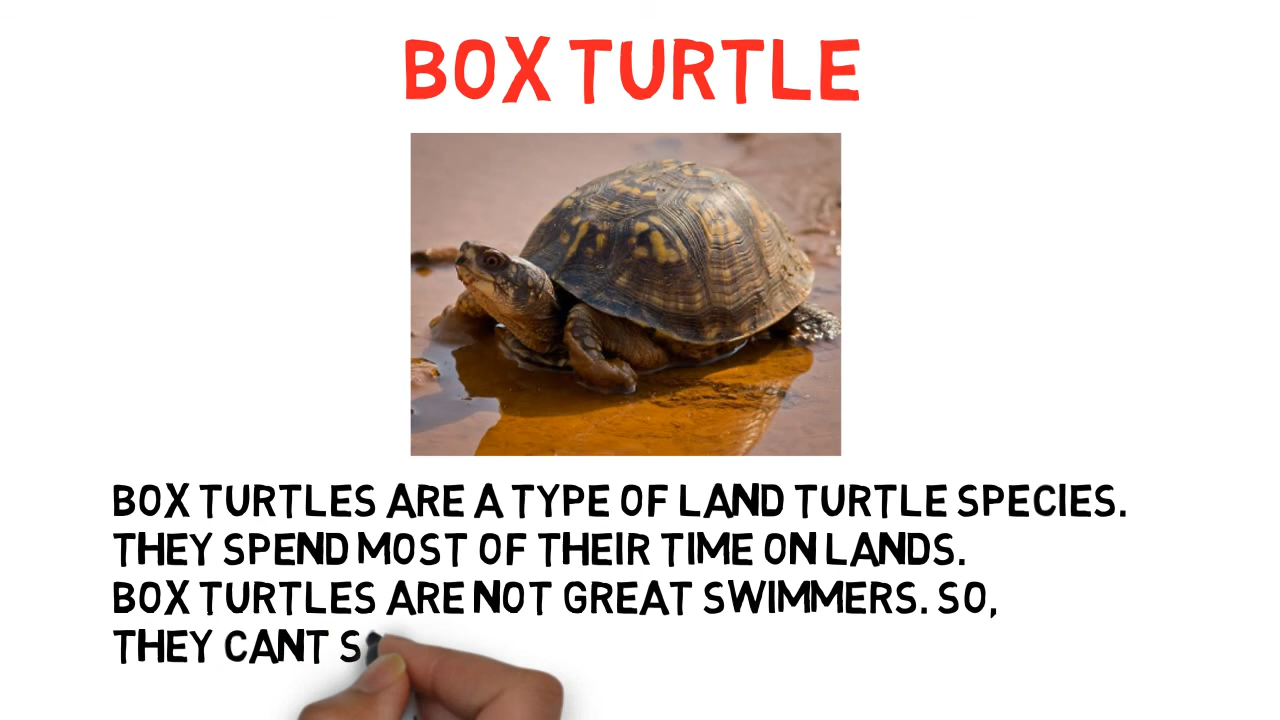 BOX TURTLE
BOX TURTLES ARE A TYPE OF LAND TURTLE SPECIES.
THEY SPEND MOST OF THEIR TIME ON LANDS.
BOX TURTLES ARE NOT GREAT SWIMMERS. SO,
THEY CANT S